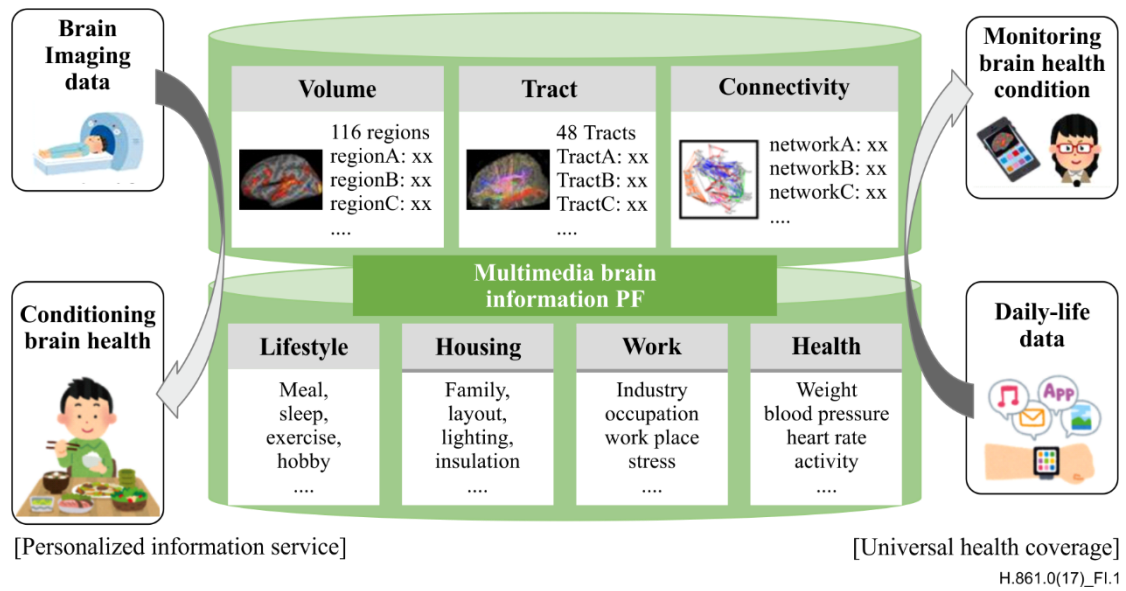 Brain
Imaging
data
Volume
116 regions
regionA: xx
regionB: xx
regionC: xx
....
Tract
48 Tracts
TractA: xx
TractB: xx
TractC: xx
....
Connectivity
networkA: xx
networkB: xx
networkC: xx
....
Monitoring
brain health
condition
Multimedia brain
information PF
Conditioning
brain health
Lifestyle
Meal,
sleep,
exercise,
hobby
....
Housing
Family,
layout,
lighting,
insulation
....
Work
Industry
occupation
work place
stress
....
Health
Weight
blood pressure
heart rate
activity
....
Daily-life
data
App
[Personalized information service]
[Universal health coverage]
H.861.0(17)_FI.1